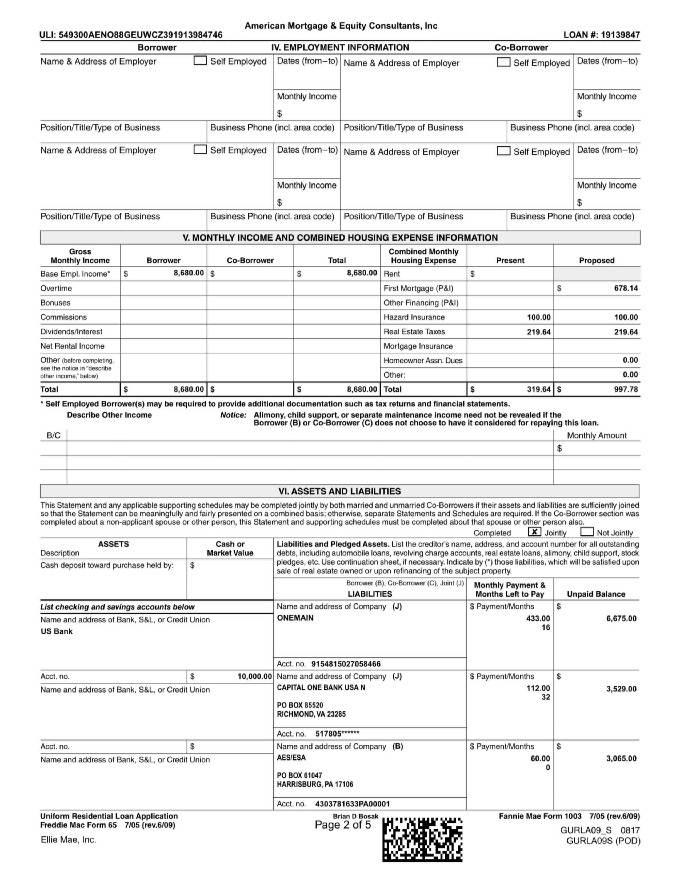 American Mortgage & Equity Consultants, Inc
ULI: 549300AENO88GEUWCZ391913984746 LOAN #: 19139847
Borrower IV. EMPLOYMENT INFORMATION Co-Borrower
Name & Address of Employer Self Employed Dates (from–to) Name & Address of Employer Self Employed Dates (from–to)
Monthly Income Monthly Income
$ $
Position/Title/Type of Business Business Phone (incl. area code) Position/Title/Type of Business Business Phone (incl. area code)
Name & Address of Employer Self Employed Dates (from–to) Name & Address of Employer Self Employed Dates (from–to)
Monthly Income Monthly Income
$ $
Position/Title/Type of Business Business Phone (incl. area code) Position/Title/Type of Business Business Phone (incl. area code)
V. MONTHLY INCOME AND COMBINED HOUSING EXPENSE INFORMATION
Gross Monthly Income Borrower Co-Borrower Total Combined Monthly Housing Expense Present Proposed
Base Empl. Income* $ 8,680.00 $ $ 8,680.00 Rent $
Overtime First Mortgage (P&I) $ 678.14
Bonuses Other Financing (P&I)
Commissions Hazard Insurance 100.00 100.00
Dividends/Interest Real Estate Taxes 219.64 219.64
Net Rental Income Mortgage Insurance
Other (before completing, Homeowner Assn. Dues 0.00
see the notice in "describe
other income," below) Other: 0.00
Total $ 8,680.00 $ $ 8,680.00 Total $ 319.64 $ 997.78
* Self Employed Borrower(s) may be required to provide additional documentation such as tax returns and financial statements.
Describe Other Income Notice: Alimony, child support, or separate maintenance income need not be revealed if the
Borrower (B) or Co-Borrower (C) does not choose to have it considered for repaying this loan.
B/C Monthly Amount
$
VI. ASSETS AND LIABILITIES
This Statement and any applicable supporting schedules may be completed jointly by both married and unmarried Co-Borrowers if their assets and liabilities are sufficiently joined
so that the Statement can be meaningfully and fairly presented on a combined basis; otherwise, separate Statements and Schedules are required. If the Co-Borrower section was
completed about a non-applicant spouse or other person, this Statement and supporting schedules must be completed about that spouse or other person also.
Completed X Jointly Not Jointly
ASSETS Cash or Market Value
Description
Liabilities and Pledged Assets. List the creditor's name, address, and account number for all outstanding
debts, including automobile loans, revolving charge accounts, real estate loans, alimony, child support, stock
pledges, etc. Use continuation sheet, if necessary. Indicate by (*) those liabilities, which will be satisfied upon
sale of real estate owned or upon refinancing of the subject property.
Cash deposit toward purchase held by: $
Borrower (B), Co-Borrower (C), Joint (J)
LIABILITIES Monthly Payment & Months Left to Pay Unpaid Balance
List checking and savings accounts below Name and address of Company (J) $ Payment/Months $
Name and address of Bank, S&L, or Credit Union ONEMAIN 433.00 6,675.00
US Bank 16
Acct. no. 9154815027058466
Acct. no. $ 10,000.00 Name and address of Company (J) $ Payment/Months $
Name and address of Bank, S&L, or Credit Union CAPITAL ONE BANK USA N 112.00 3,529.00
32
PO BOX 85520
RICHMOND, VA 23285
Acct. no. 517805******
Acct. no. $ Name and address of Company (B) $ Payment/Months $
Name and address of Bank, S&L, or Credit Union AES/ESA 60.00 3,065.00
0
PO BOX 61047
HARRISBURG, PA 17106
Acct. no. 4303781633PA00001
Uniform Residential Loan Application Brian D Bosak Fannie Mae Form 1003 7/05 (rev.6/09)
Freddie Mac Form 65 7/05 (rev.6/09) Page 2 of 5
GURLA09_S 0817
Ellie Mae, Inc. GURLA09S (POD)